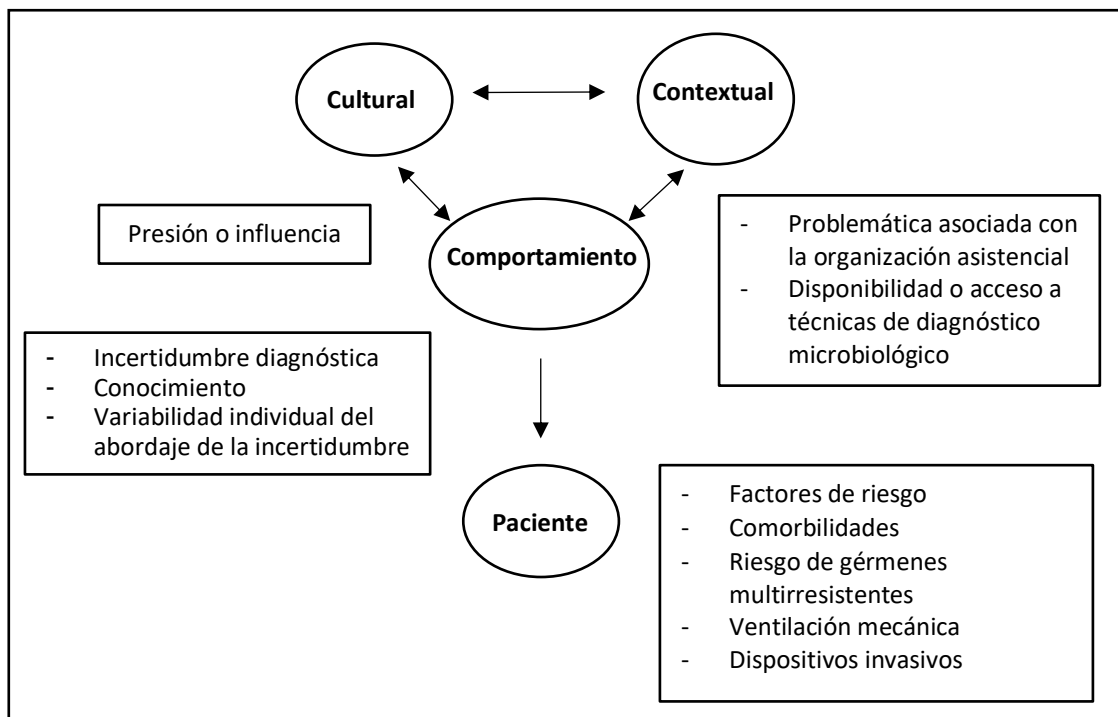 Cultural
Contextual
Presión o influencia
Comportamiento
- Problemática asociada con
la organización asistencial
- Disponibilidad o acceso a
técnicas de diagnóstico
microbiológico
- Incertidumbre diagnóstica
- Conocimiento
- Variabilidad individual del
abordaje de la incertidumbre
Paciente
- Factores de riesgo
- Comorbilidades
- Riesgo de gérmenes
multirresistentes
- Ventilación mecánica
- Dispositivos invasivos